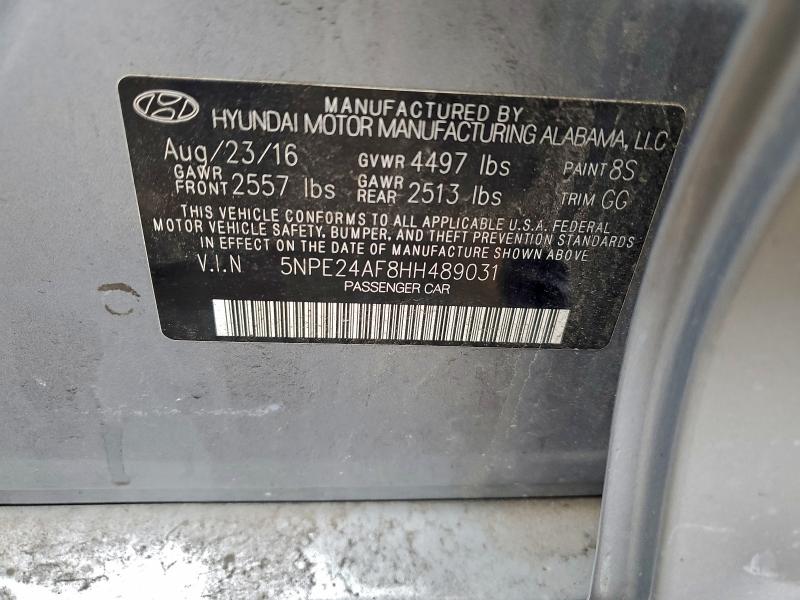 MANUFACTURED BY
HYUNDAI MOTOR MANUFACTURING ALABAMA, LLC
Aug/23/16 GVWR 4497 lbs PAINT 8S
GAWR FRONT 2557 lbs GAWR REAR 2513 lbs TRIM GG
THIS VEHICLE CONFORMS TO ALL APPLICABLE U.S.A. FEDERAL
MOTOR VEHICLE SAFETY, BUMPER, AND THEFT PREVENTION STANDARDS
IN EFFECT ON THE DATE OF MANUFACTURE SHOWN ABOVE
V.I.N 5NPE24AF8HH489031
PASSENGER CAR